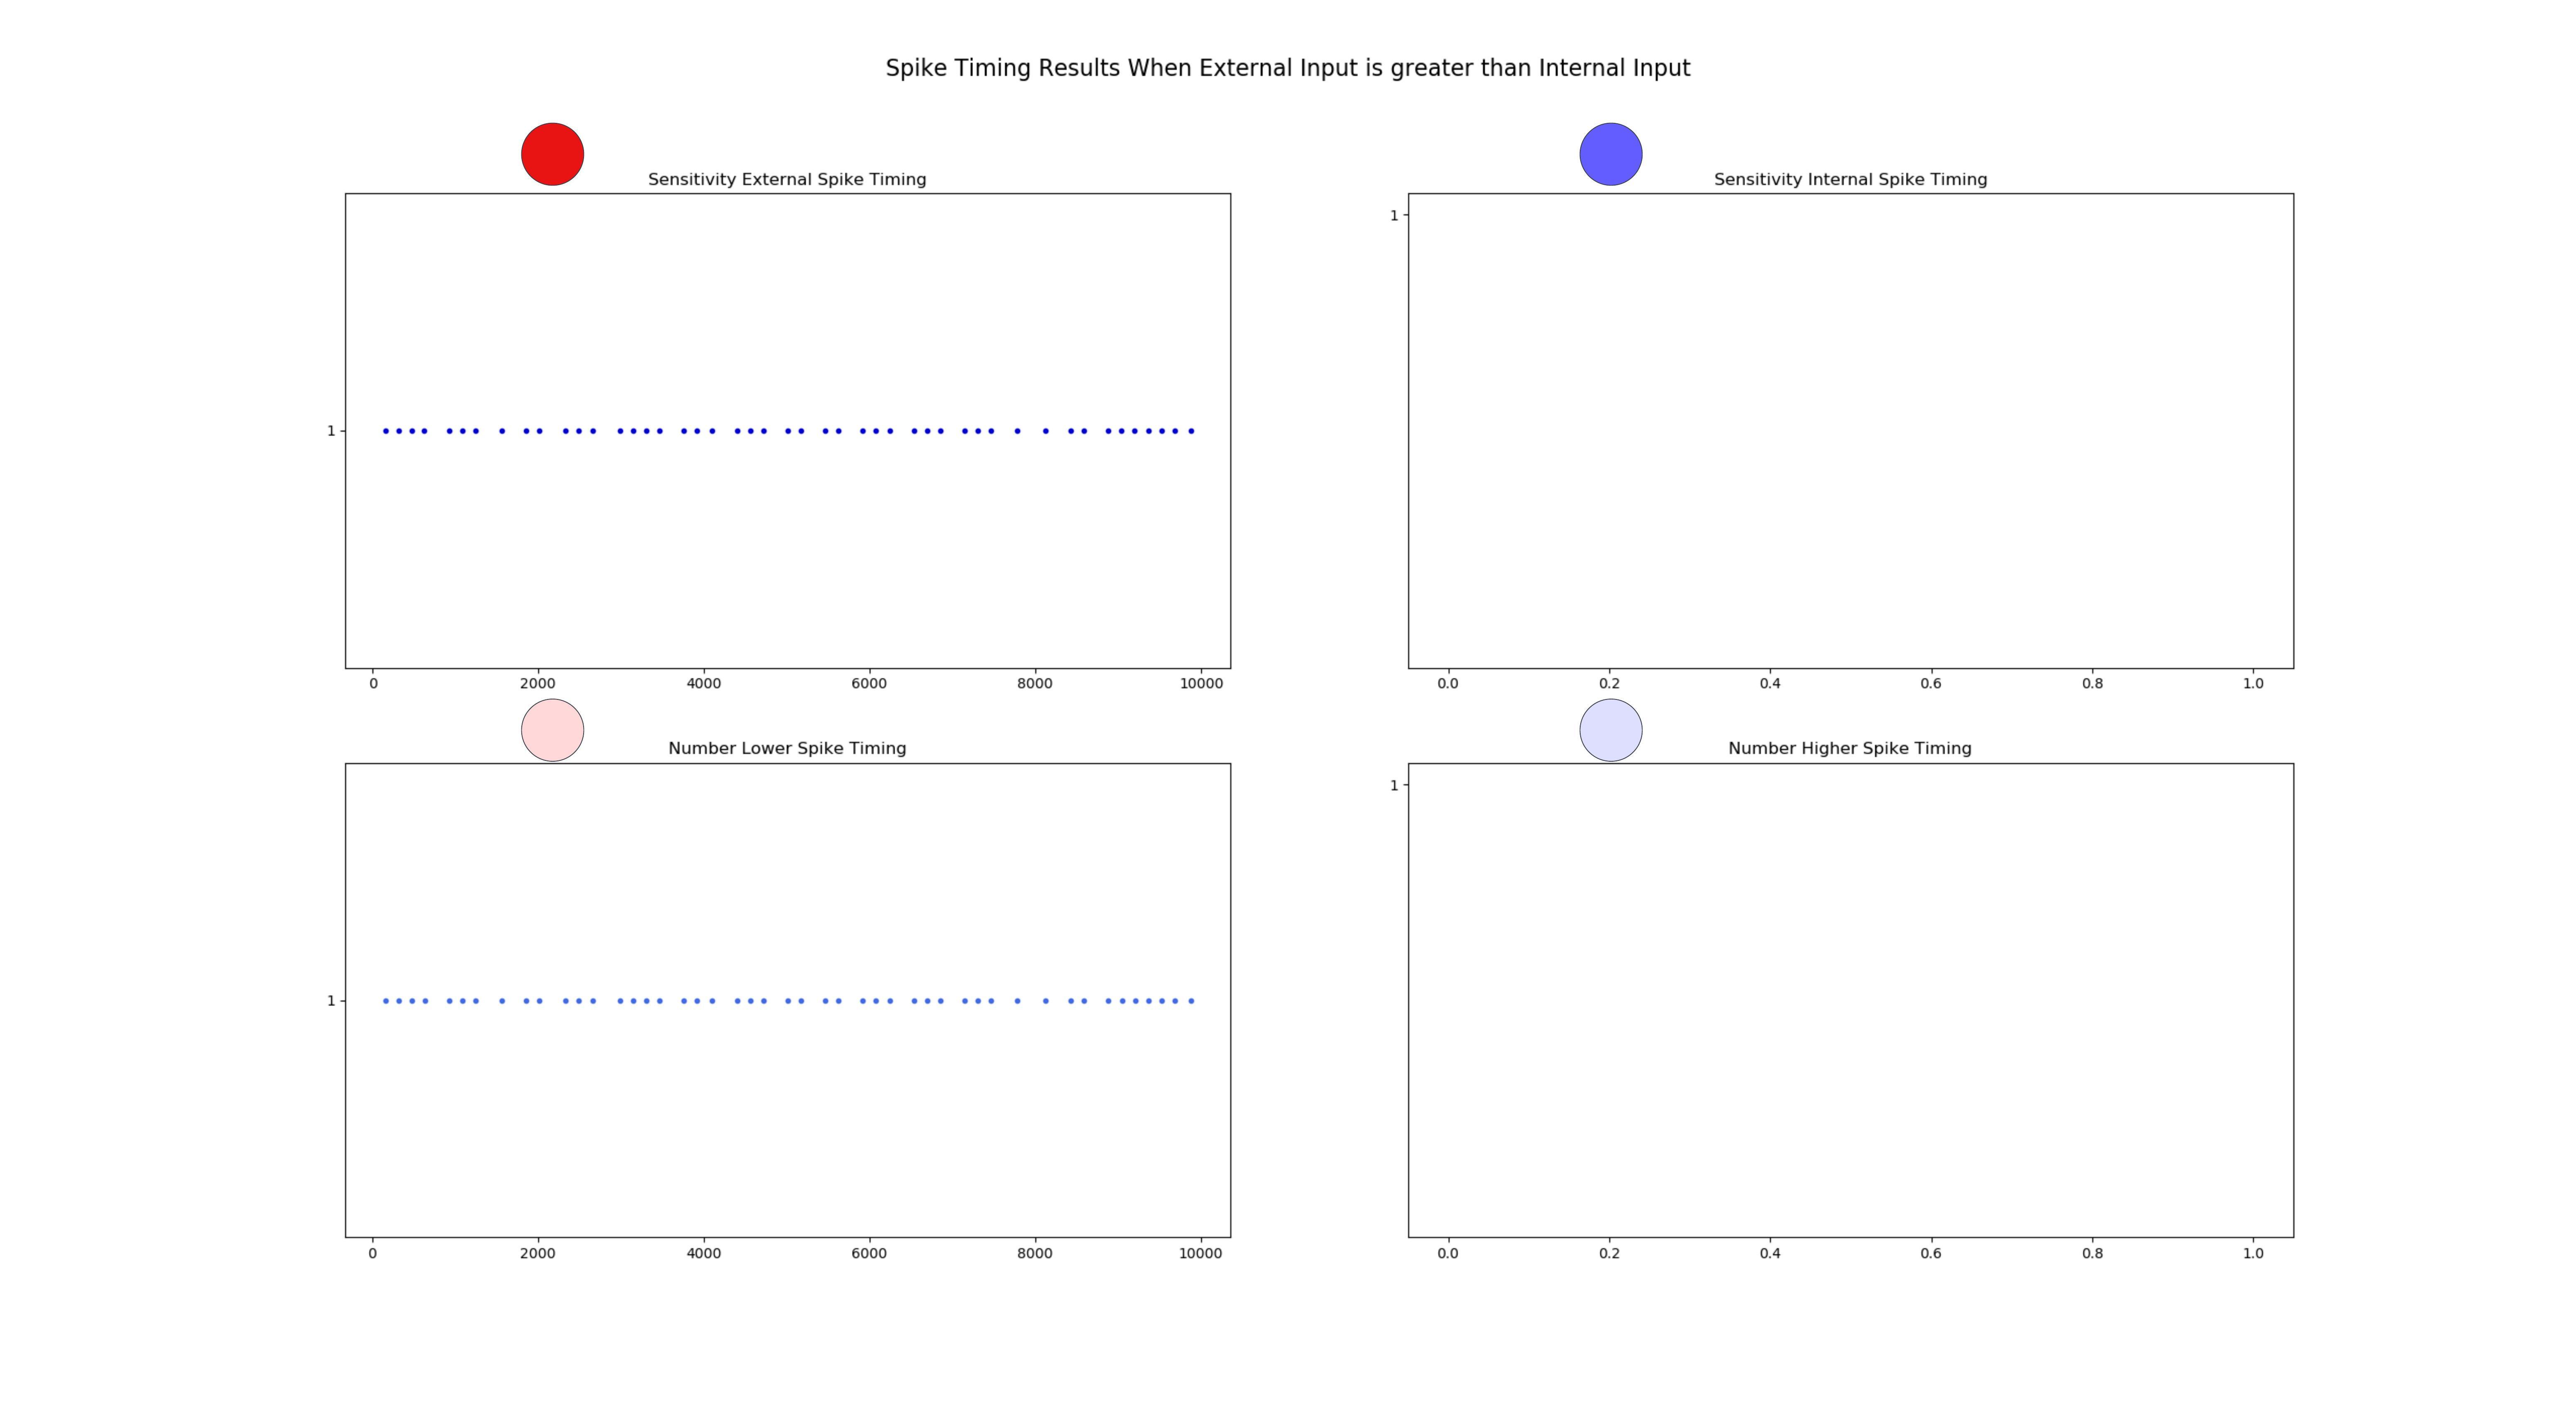 Spike Timing Results When External Input is greater than Internal Input
Sensitivity External Spike Timing
1
0 2000 4000 6000 8000 10000
Sensitivity Internal Spike Timing
1
0.0 0.2 0.4 0.6 0.8 1.0
Number Lower Spike Timing
1
0 2000 4000 6000 8000 10000
Number Higher Spike Timing
1
0.0 0.2 0.4 0.6 0.8 1.0